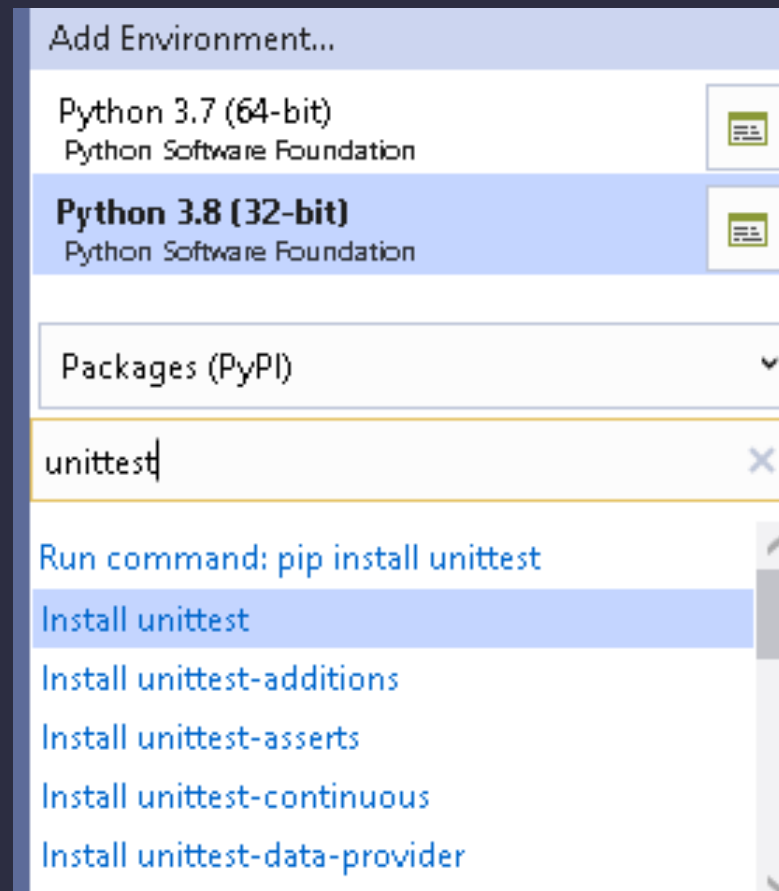 Add Environment...
Python 3.7 (64-bit)
Python Software Foundation
Python 3.8 (32-bit)
Python Software Foundation
Packages (PyPI)
unittest
Run command: pip install unittest
Install unittest
Install unittest-additions
Install unittest-asserts
Install unittest-continuous
Install unittest-data-provider